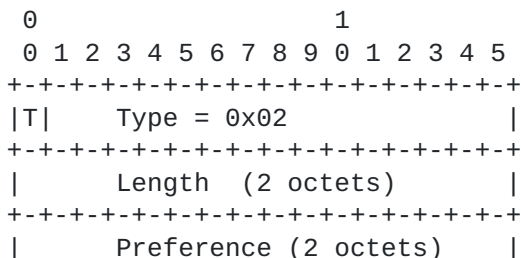 0                   1
 0 1 2 3 4 5 6 7 8 9 0 1 2 3 4 5
+-+-+-+-+-+-+-+-+-+-+-+-+-+-+-+-+
|T|    Type = 0x02              |
+-+-+-+-+-+-+-+-+-+-+-+-+-+-+-+-+
|      Length  (2 octets)       |
+-+-+-+-+-+-+-+-+-+-+-+-+-+-+-+-+
|      Preference (2 octets)    |